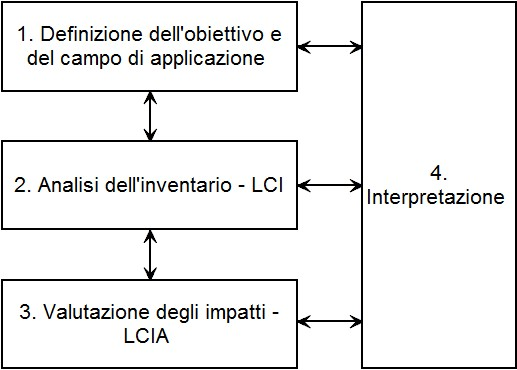 1. Definizione dell'obiettivo e
del campo di applicazione
2. Analisi dell'inventario - LCI
3. Valutazione degli impatti -
LCIA
4.
Interpretazione